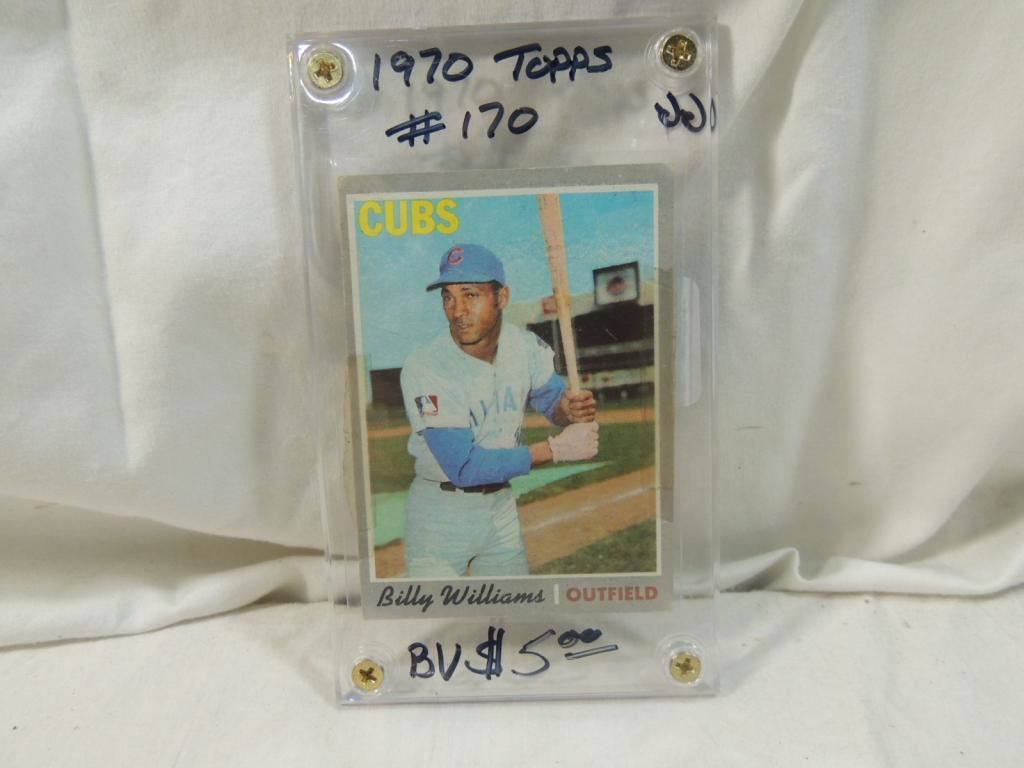 1970 TOPPS
#170
CUBS
Billy Williams | OUTFIELD
BV $5.00